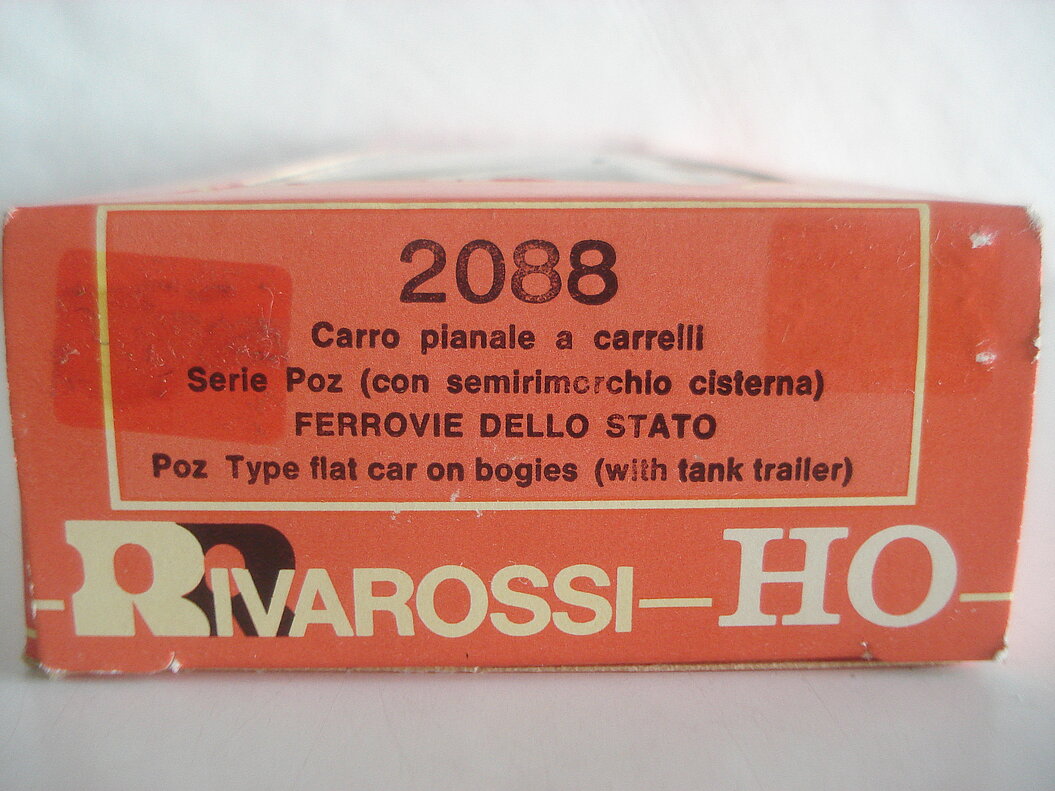 2088
Carro pianale a carrelli
Serie Poz (con semirimorchio cisterna)
FERROVIE DELLO STATO
Poz Type flat car on bogies (with tank trailer)
RIVAROSSI HO